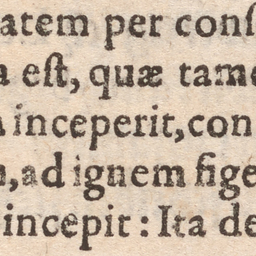 atem per conſ
a eſt, quæ tame
inceperit, con
, ad ignem fige
incepit: Ita de